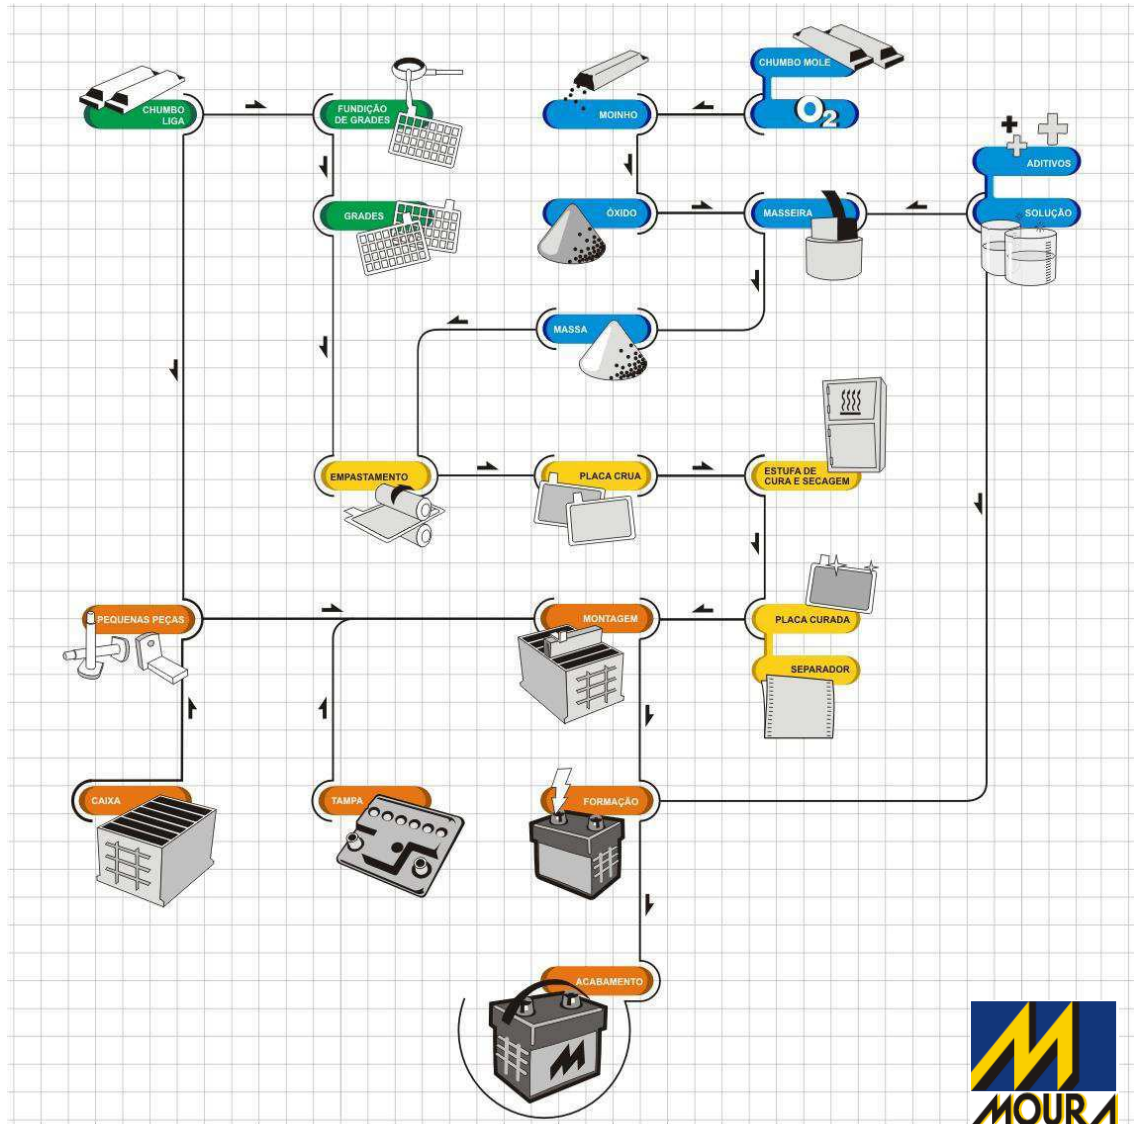 CHUMBO MOLE
CHUMBO
LIGA
FUNDIÇÃO
DE GRADES
MOINHO
O2
ADITIVOS
GRADES
ÓXIDO
MASSEIRA
SOLUÇÃO
MASSA
EMPASTAMENTO
PLACA CRUA
ESTUFA DE
CURA E SECAGEM
PEQUENAS PEÇAS
MONTAGEM
PLACA CURADA
SEPARADOR
CAIXA
TAMPA
FORMAÇÃO
ACABAMENTO
M
M
MOURA